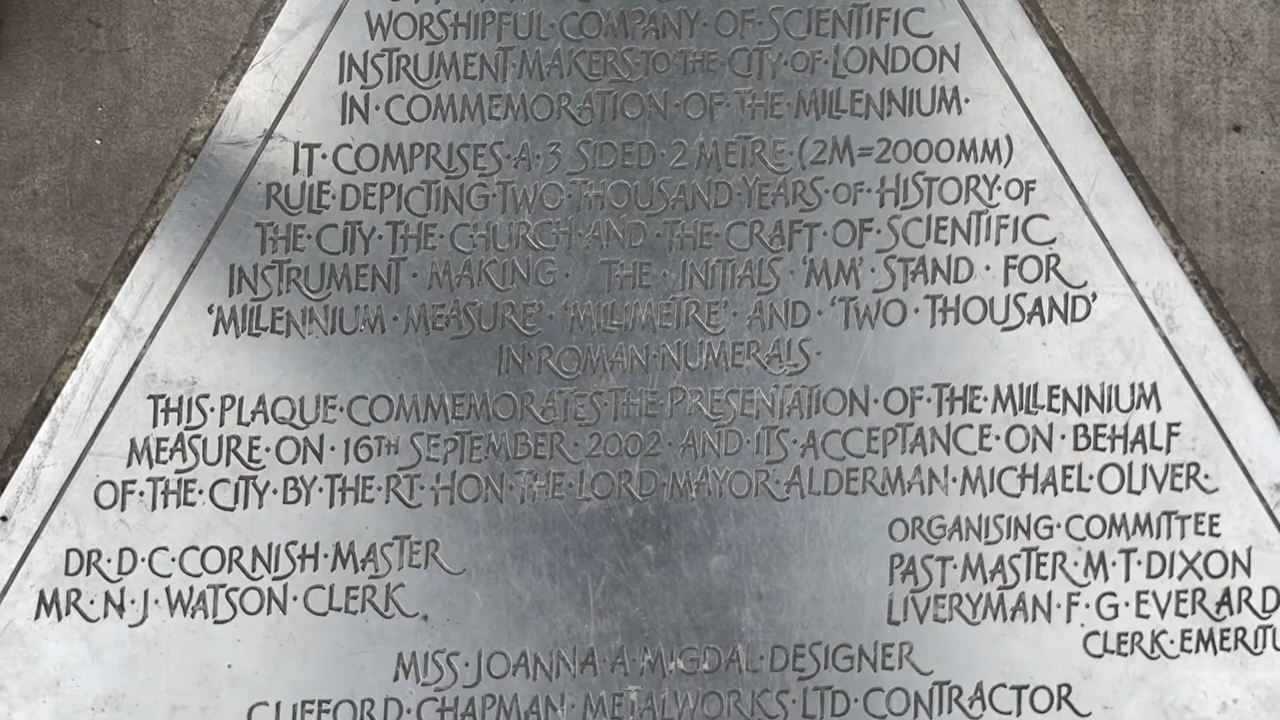 WORSHIPFUL·COMPANY·OF·SCIENTIFIC
INSTRUMENT·MAKERS·TO·THE·CITY·OF·LONDON
IN·COMMEMORATION·OF·THE·MILLENNIUM·
IT·COMPRISES·A·3 SIDED·2 METRE·(2M=2000MM)
RULE·DEPICTING·TWO·THOUSAND·YEARS·OF·HISTORY·OF
THE·CITY·THE·CHURCH·AND·THE·CRAFT·OF·SCIENTIFIC
INSTRUMENT·MAKING· THE·INITIALS·'MM'·STAND·FOR
'MILLENNIUM·MEASURE'·'MILLIMETRE'·AND·'TWO·THOUSAND'
IN·ROMAN·NUMERALS·
THIS·PLAQUE·COMMEMORATES·THE·PRESENTATION·OF·THE·MILLENNIUM
MEASURE·ON·16TH SEPTEMBER·2002·AND·ITS·ACCEPTANCE·ON·BEHALF
OF·THE·CITY·BY·THE·RT·HON·THE·LORD·MAYOR·ALDERMAN·MICHAEL·OLIVER·
DR·D·C·CORNISH·MASTER
MR·N·J·WATSON·CLERK
ORGANISING·COMMITTEE
PAST·MASTER·M·T·DIXON
LIVERYMAN·F·G·EVERARD
CLERK·EMERITU
MISS·JOANNA·A·MIGDAL·DESIGNER
CLIFFORD·CHAPMAN·METALWORKS·LTD·CONTRACTOR